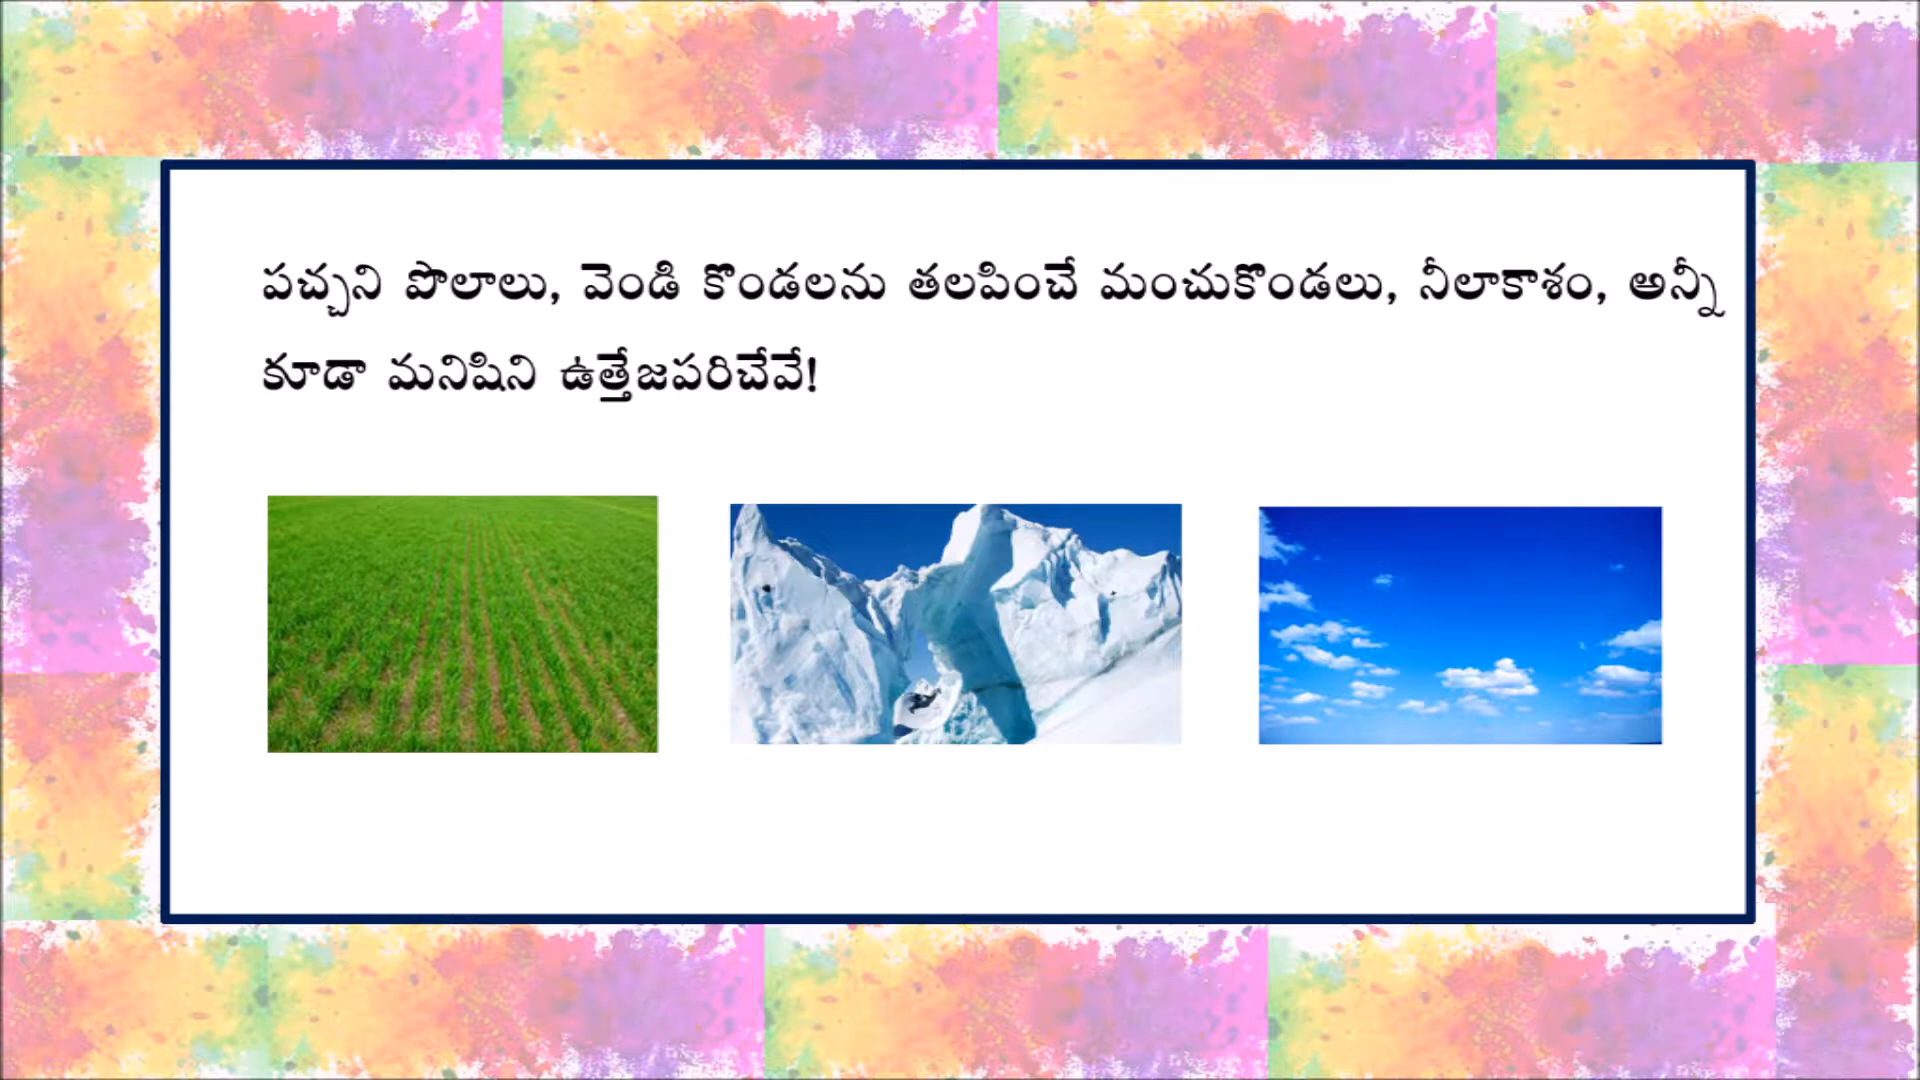 పచ్చని పొలాలు, వెండి కొండలను తలపించే మంచుకొండలు, నీలాకాశం, అన్నీ
కూడా మనిషిని ఉత్తేజపరిచేవే!